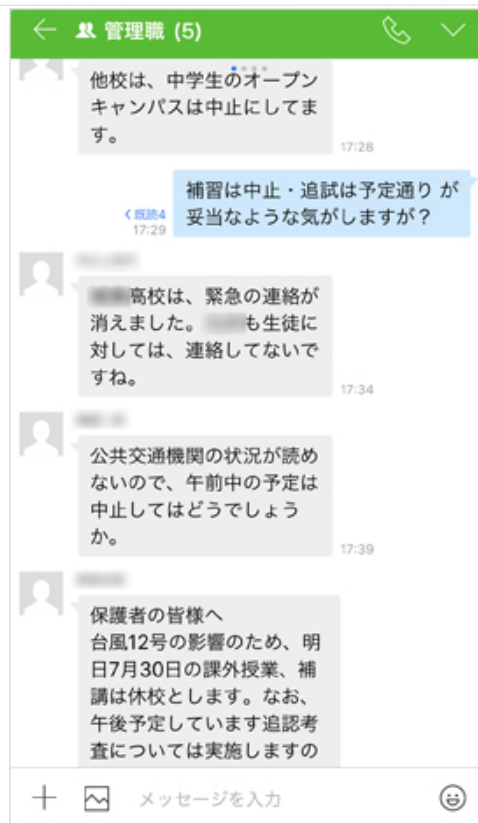 管理職 (5)
他校は、中学生のオープン
キャンパスは中止にしてま
す。
17:28
補習は中止・追試は予定通り が
妥当なような気がしますが？
既読4
17:29
高校は、緊急の連絡が
消えました。
も生徒に
対しては、連絡してないで
すね。
17:34
公共交通機関の状況が読め
ないので、午前中の予定は
中止してはどうでしょう
か。
17:39
保護者の皆様へ
台風12号の影響のため、明
日7月30日の課外授業、補
講は休校とします。なお、
午後予定しています追認考
査については実施しますの
メッセージを入力